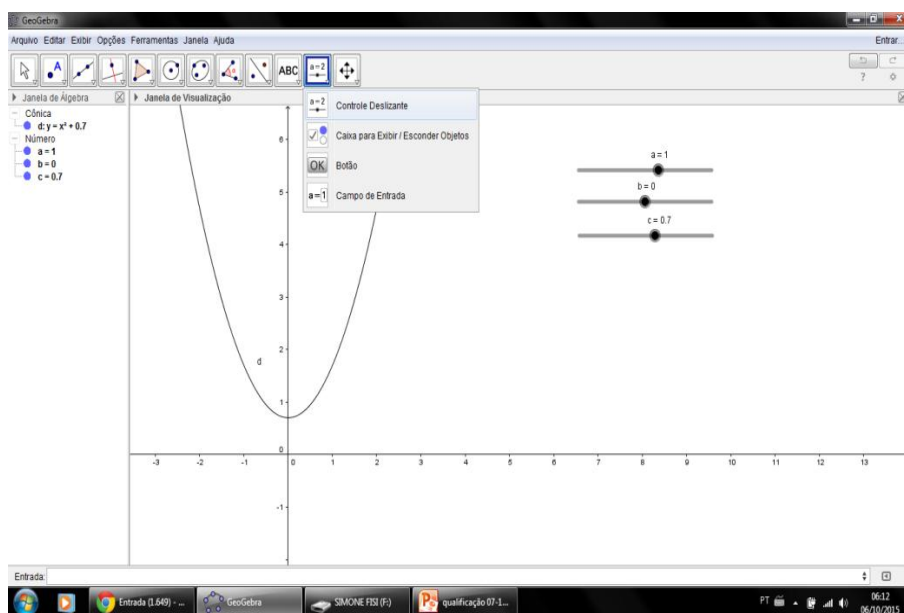 GeoGebra
Arquivo Editar Exibir Opções Ferramentas Janela Ajuda
Entrar...
ABC
a=2
Janela de Álgebra
Janela de Visualização
Cônica
d: y = x² + 0.7
Número
a = 1
b = 0
c = 0.7
a=2 Controle Deslizante
Caixa para Exibir / Esconder Objetos
OK Botão
a=1 Campo de Entrada
a = 1
b = 0
c = 0.7
d
6
5
4
3
2
1
0
-1
-3 -2 -1 0 1 2 3 4 5 6 7 8 9 10 11 12 13
Entrada:
Entrada (1.649) - ...
GeoGebra
SIMONE FISI (F:)
qualificação 07-1...
PT
06:12
06/10/2015